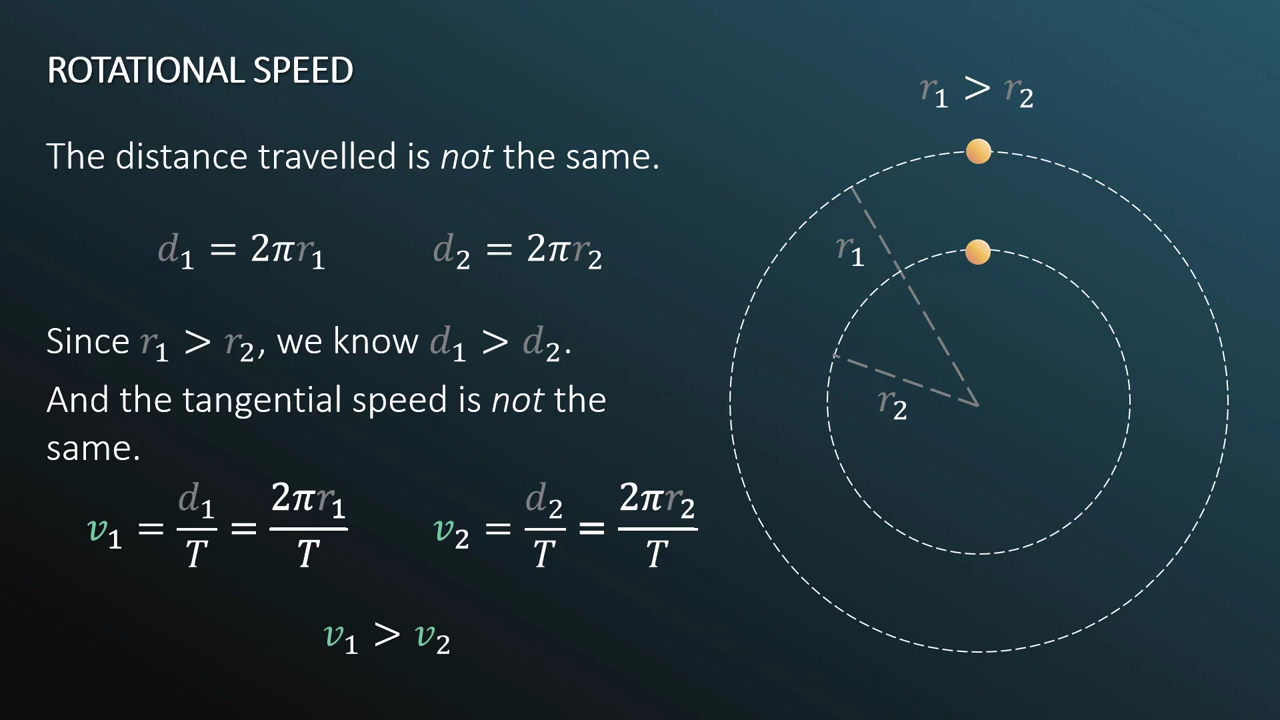 ROTATIONAL SPEED
The distance travelled is not the same.
d₁ = 2πr₁
d₂ = 2πr₂
Since r₁ > r₂, we know d₁ > d₂.
And the tangential speed is not the
same.
v₁ = d₁/T = 2πr₁/T
v₂ = d₂/T = 2πr₂/T
v₁ > v₂
r₁ > r₂
r₁
r₂